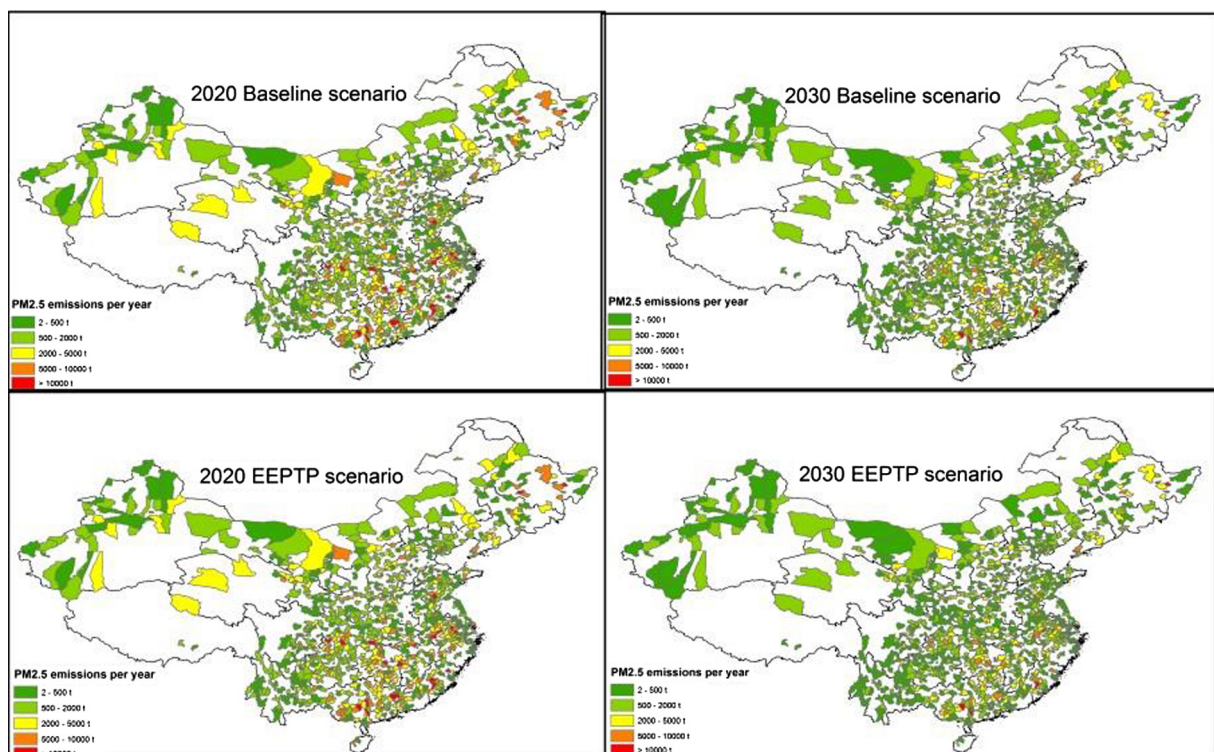 2020 Baseline scenario
PM2.5 emissions per year
2 - 500 t
500 - 2000 t
2000 - 5000 t
5000 - 10000 t
> 10000 t
2030 Baseline scenario
PM2.5 emissions per year
2 - 500 t
500 - 2000 t
2000 - 5000 t
5000 - 10000 t
> 10000 t
2020 EEPTP scenario
PM2.5 emissions per year
2 - 500 t
500 - 2000 t
2000 - 5000 t
5000 - 10000 t
2030 EEPTP scenario
PM2.5 emissions per year
2 - 500 t
500 - 2000 t
2000 - 5000 t
5000 - 10000 t
> 10000 t